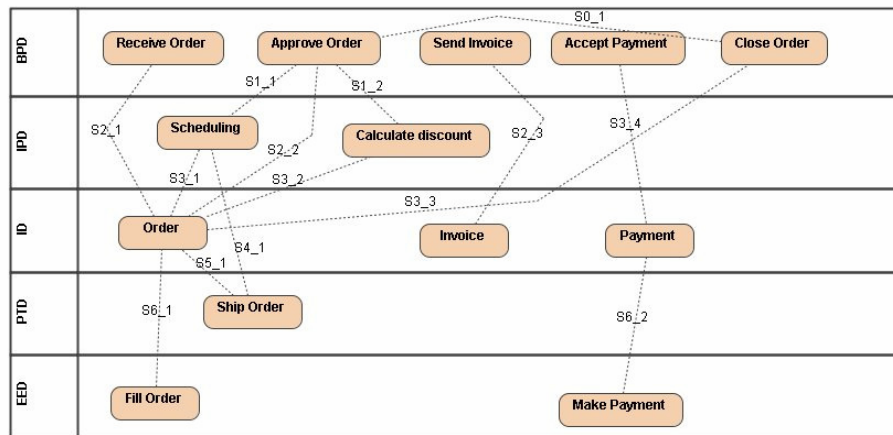 S0_1
BPD
Receive Order
Approve Order
Send Invoice
Accept Payment
Close Order
S1_1
S1_2
S2_1
S2_3
S3_4
IPD
Scheduling
Calculate discount
S2_2
S3_1
S3_2
S3_3
ID
Order
Invoice
Payment
S4_1
S5_1
PTD
Ship Order
S6_1
S6_2
EED
Fill Order
Make Payment